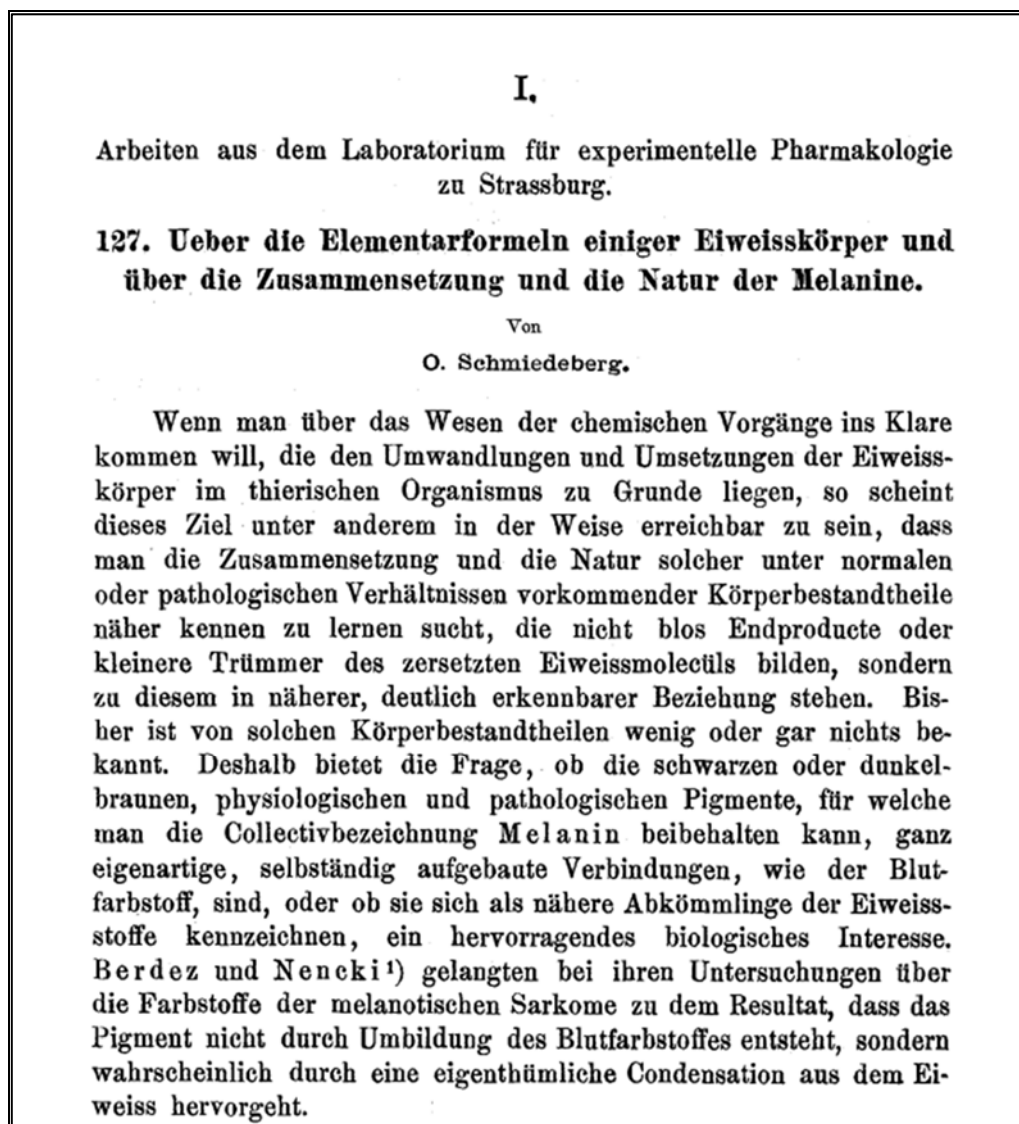 I.
Arbeiten aus dem Laboratorium für experimentelle Pharmakologie
zu Strassburg.
127. Ueber die Elementarformeln einiger Eiweisskörper und
über die Zusammensetzung und die Natur der Melanine.
Von
O. Schmiedeberg.
Wenn man über das Wesen der chemischen Vorgänge ins Klare
kommen will, die den Umwandlungen und Umsetzungen der Eiweiss-
körper im thierischen Organismus zu Grunde liegen, so scheint
dieses Ziel unter anderem in der Weise erreichbar zu sein, dass
man die Zusammensetzung und die Natur solcher unter normalen
oder pathologischen Verhältnissen vorkommender Körperbestandtheile
näher kennen zu lernen sucht, die nicht blos Endproducte oder
kleinere Trümmer des zersetzten Eiweissmolecüls bilden, sondern
zu diesem in näherer, deutlich erkennbarer Beziehung stehen. Bis-
her ist von solchen Körperbestandtheilen wenig oder gar nichts be-
kannt. Deshalb bietet die Frage, ob die schwarzen oder dunkel-
braunen, physiologischen und pathologischen Pigmente, für welche
man die Collectivbezeichnung Melanin beibehalten kann, ganz
eigenartige, selbständig aufgebaute Verbindungen, wie der Blut-
farbstoff, sind, oder ob sie sich als nähere Abkömmlinge der Eiweiss-
stoffe kennzeichnen, ein hervorragendes biologisches Interesse.
Berdez und Nencki¹) gelangten bei ihren Untersuchungen über
die Farbstoffe der melanotischen Sarkome zu dem Resultat, dass das
Pigment nicht durch Umbildung des Blutfarbstoffes entsteht, sondern
wahrscheinlich durch eine eigenthümliche Condensation aus dem Ei-
weiss hervorgeht.